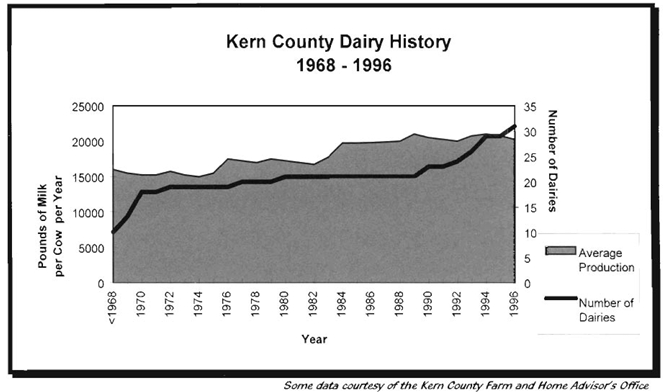 Kern County Dairy History
1968 - 1996
Pounds of Milk
per Cow per Year
25000
20000
15000
10000
5000
0
35
30
25
20
15
10
5
0
Number of Dairies
<1968
1970
1972
1974
1976
1978
1980
1982
1984
1986
1988
1990
1992
1994
1996
Year
Average
Production
Number of
Dairies
Some data courtesy of the Kern County Farm and Home Advisor's Office